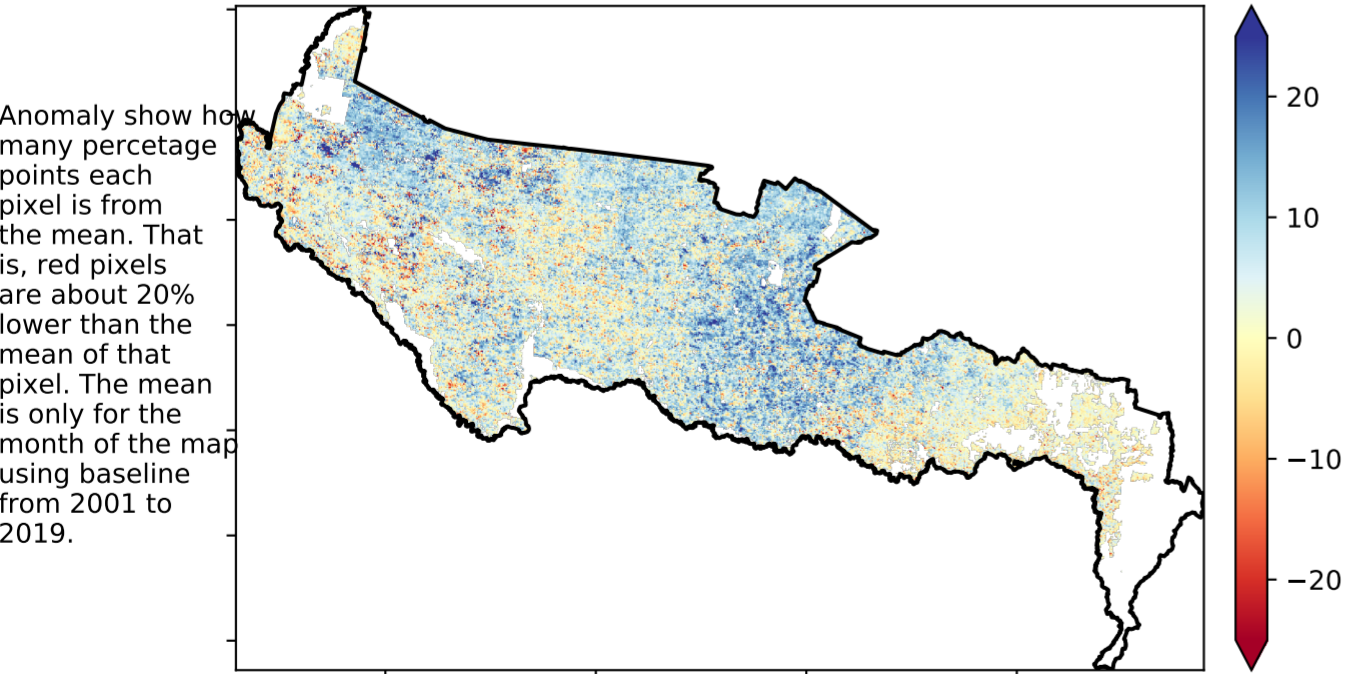 Anomaly show how
many percetage
points each
pixel is from
the mean. That
is, red pixels
are about 20%
lower than the
mean of that
pixel. The mean
is only for the
month of the map
using baseline
from 2001 to
2019.
20
10
0
−10
−20